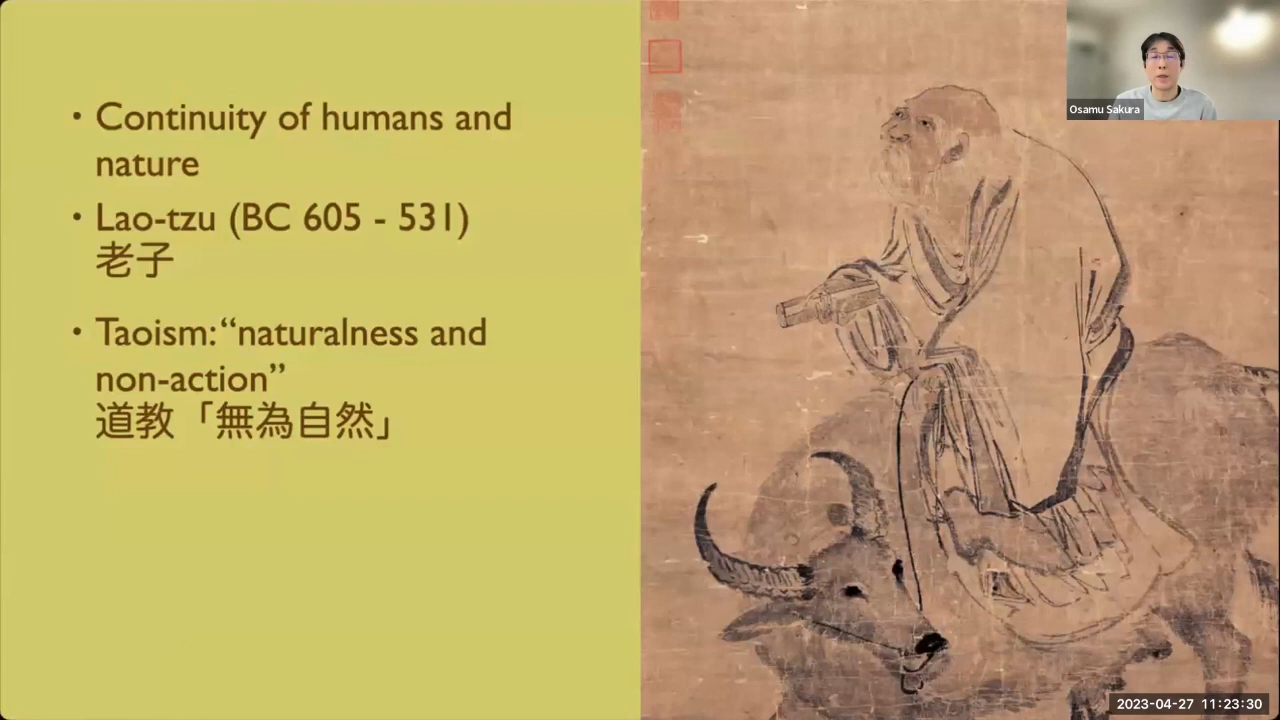 • Continuity of humans and
nature
• Lao-tzu (BC 605 - 531)
老子
• Taoism: “naturalness and
non-action”
道教「無為自然」
Osamu Sakura
2023-04-27 11:23:30